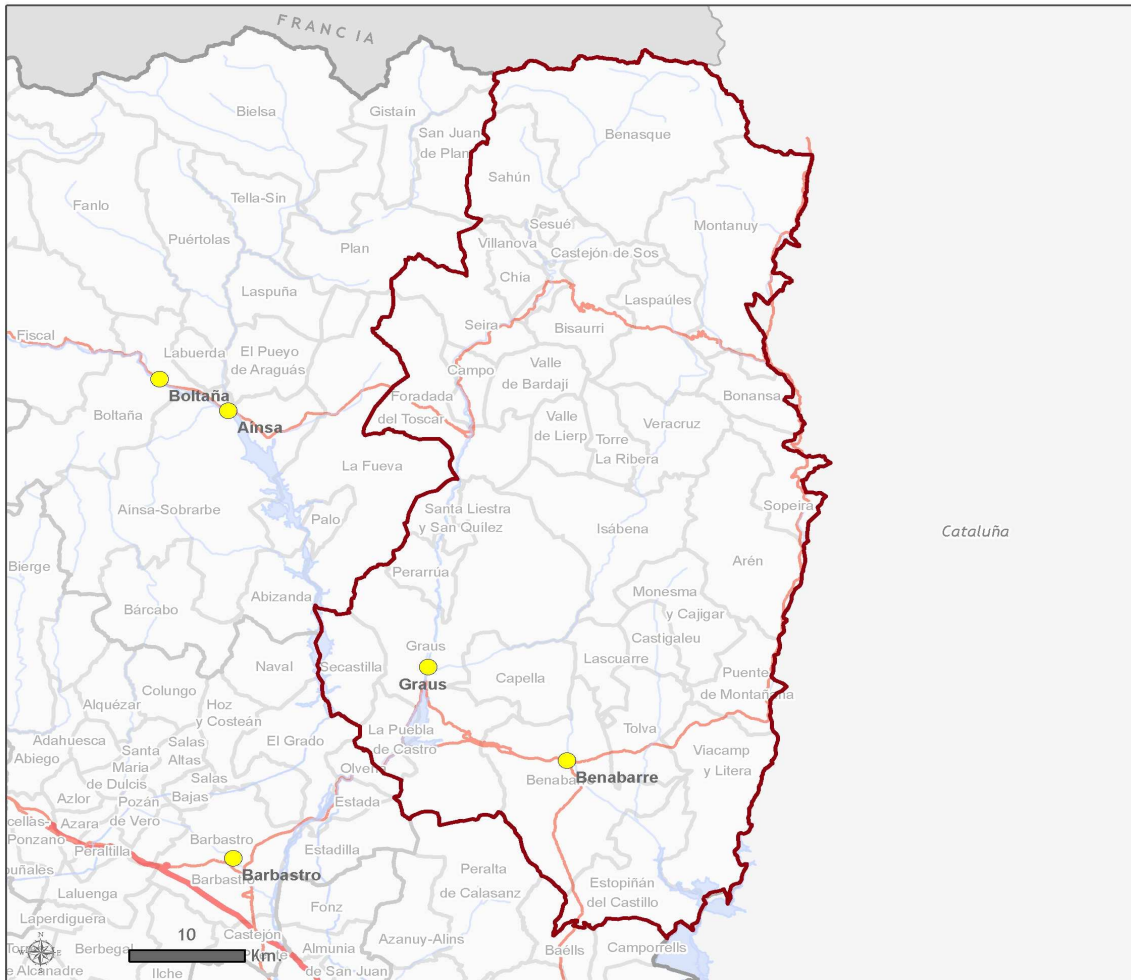 FRANCIA
Bielsa
Gistaín
San Juan
de Plan
Benasque
Sahún
Fanlo
Tella-Sin
Puértolas
Plan
Sesué
Villanova
Castejón de Sos
Montanuy
Chía
Laspuña
Laspaúles
Fiscal
Seira
Bisaurri
Labuerda
El Pueyo
de Araguás
Campo
Valle
de Bardají
Boltaña
Boltaña
Foradada
del Toscar
Bonansa
Ainsa
Valle
de Lierp
Veracruz
Torre
La Ribera
La Fueva
Ainsa-Sobrarbe
Palo
Santa Liestra
y San Quílez
Isábena
Sopeira
Cataluña
Bierge
Perarrúa
Arén
Bárcabo
Abizanda
Monesma
y Cajigar
Castigaleu
Naval
Secastilla
Graus
Graus
Capella
Lascuarre
Puente
de Montañana
Colungo
Alquézar
Hoz
y Costeán
La Puebla
de Castro
Tolva
Viacamp
y Litera
Adahuesca
Abiego
Santa
María
de Dulcis
Salas
Altas
El Grado
Salas
Bajas
Olvena
Benabarre
Benabarre
Azlor
Pozán
de Vero
Estada
Azara
Ponzano
Peraltilla
Barbastro
Barbastro
Barbastro
Estadilla
Peralta
de Calasanz
Estopiñán
del Castillo
Laluenga
Fonz
Laperdiguera
Berbegal
Castejón
Almunia
de San Juan
Azanuy-Alins
Baélls
Camporrells
Ilche
10
Km